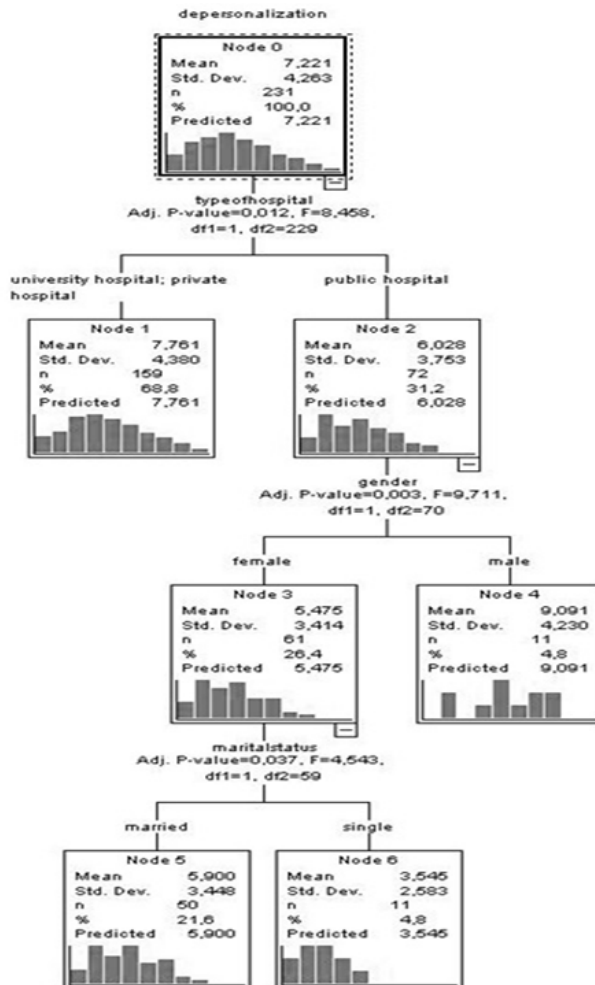 depersonalization
Node 0
Mean 7,221
Std. Dev. 4,263
n 231
% 100,0
Predicted 7,221
typeofhospital
Adj. P-value=0,012, F=8,458,
df1=1, df2=229
university hospital; private
hospital
public hospital
Node 1
Mean 7,761
Std. Dev. 4,380
n 159
% 68,8
Predicted 7,761
Node 2
Mean 6,028
Std. Dev. 3,753
n 72
% 31,2
Predicted 6,028
gender
Adj. P-value=0,003, F=9,711,
df1=1, df2=70
female
male
Node 3
Mean 5,475
Std. Dev. 3,414
n 61
% 26,4
Predicted 5,475
Node 4
Mean 9,091
Std. Dev. 4,230
n 11
% 4,8
Predicted 9,091
maritalstatus
Adj. P-value=0,037, F=4,543,
df1=1, df2=59
married
single
Node 5
Mean 5,900
Std. Dev. 3,448
n 50
% 21,6
Predicted 5,900
Node 6
Mean 3,545
Std. Dev. 2,583
n 11
% 4,8
Predicted 3,545